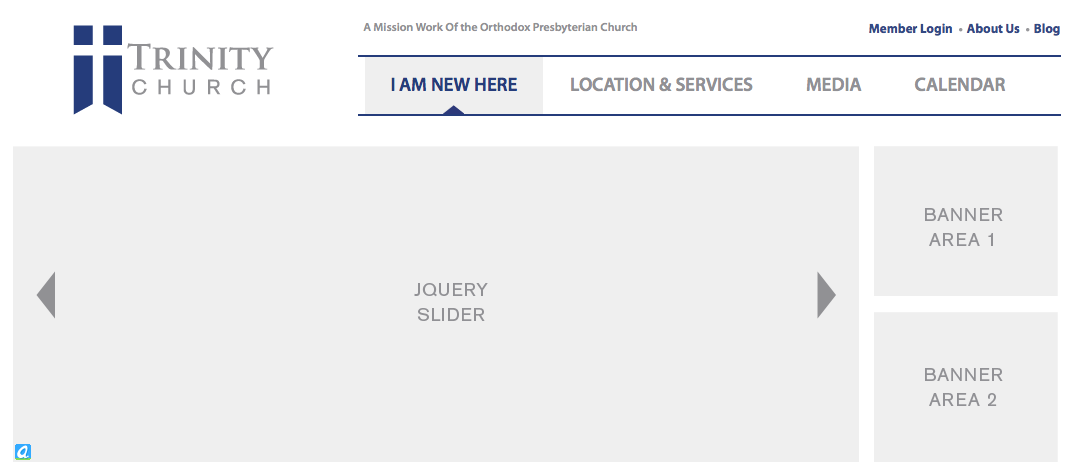 TRINITY
CHURCH
A Mission Work Of the Orthodox Presbyterian Church
Member Login • About Us • Blog
I AM NEW HERE
LOCATION & SERVICES
MEDIA
CALENDAR
JQUERY
SLIDER
BANNER
AREA 1
BANNER
AREA 2
a